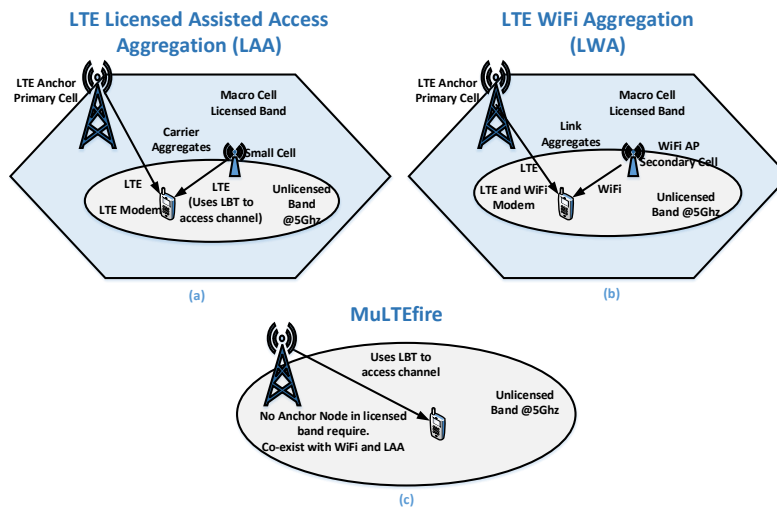 LTE Licensed Assisted Access
Aggregation (LAA)
LTE Anchor
Primary Cell
Macro Cell
Licensed Band
Carrier
Aggregates
Small Cell
LTE
LTE Modem
LTE
(Uses LBT to
access channel)
Unlicensed
Band
@5Ghz
(a)
LTE WiFi Aggregation
(LWA)
LTE Anchor
Primary Cell
Macro Cell
Licensed Band
Link
Aggregates
WiFi AP
Secondary Cell
LTE
LTE and WiFi
Modem
WiFi
Unlicensed
Band @5Ghz
(b)
MuLTEfire
Uses LBT to
access channel
Unlicensed
Band @5Ghz
No Anchor Node in licensed
band require.
Co-exist with WiFi and LAA
(c)